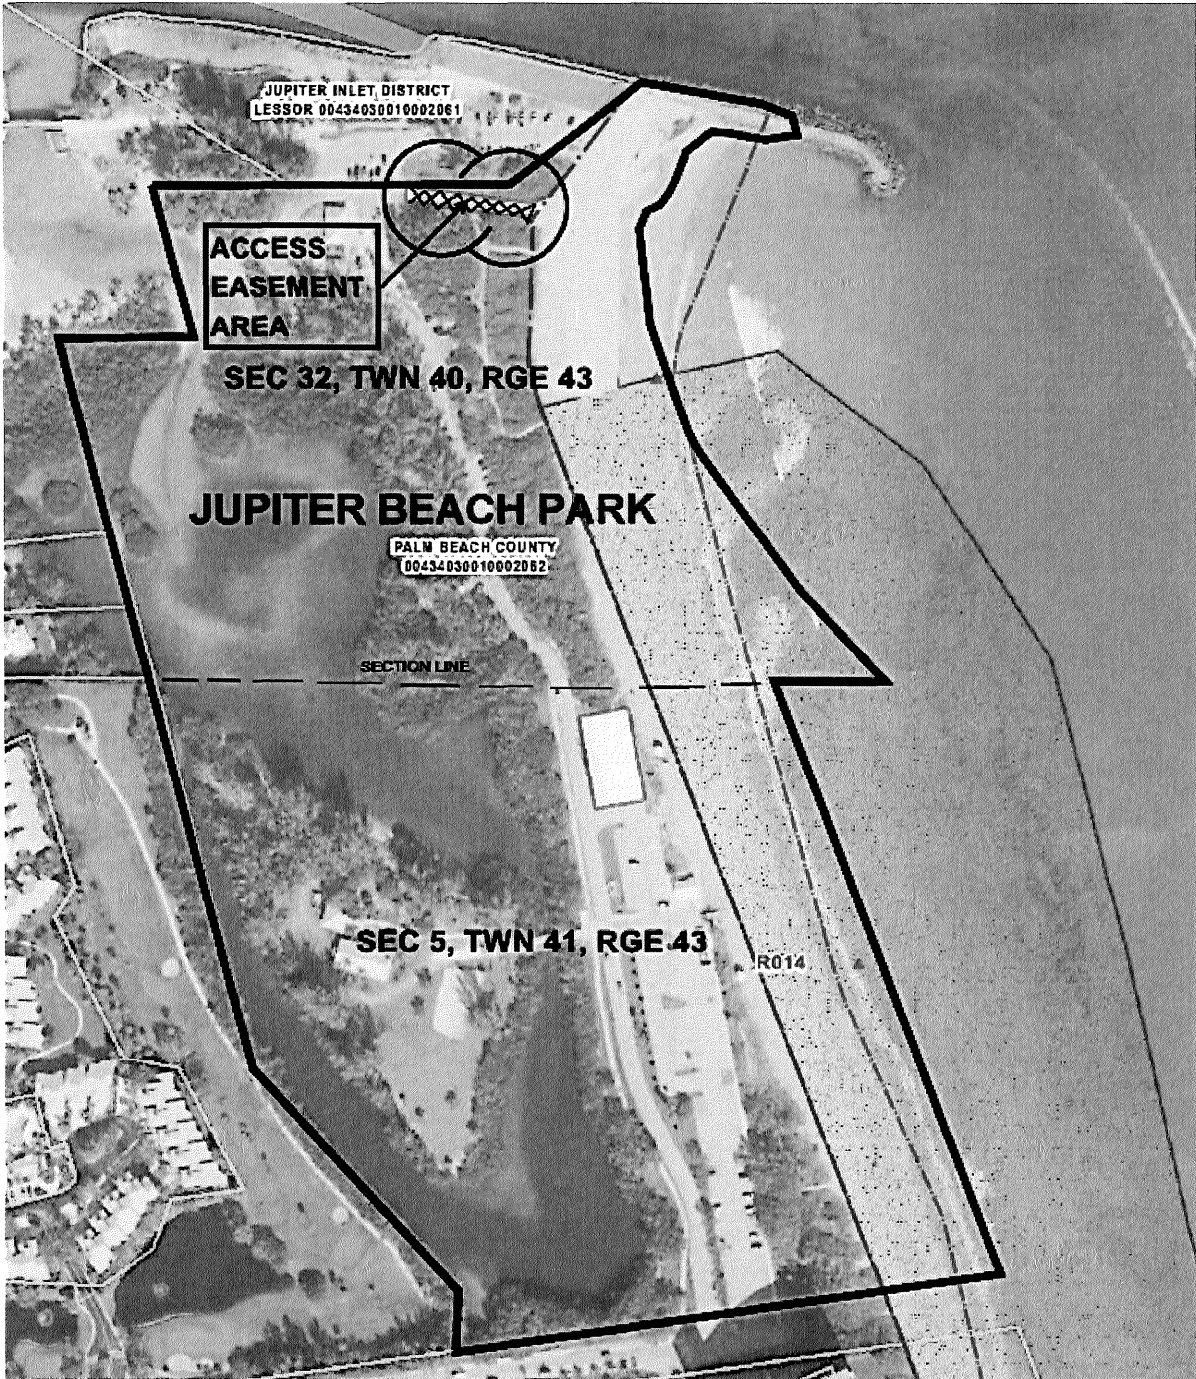 JUPITER INLET DISTRICT
LESSOR 00434030010002061
ACCESS
EASEMENT
AREA
SEC 32, TWN 40, RGE 43
JUPITER BEACH PARK
PALM BEACH COUNTY
00434030010002062
SECTION LINE
SEC 5, TWN 41, RGE 43
R014